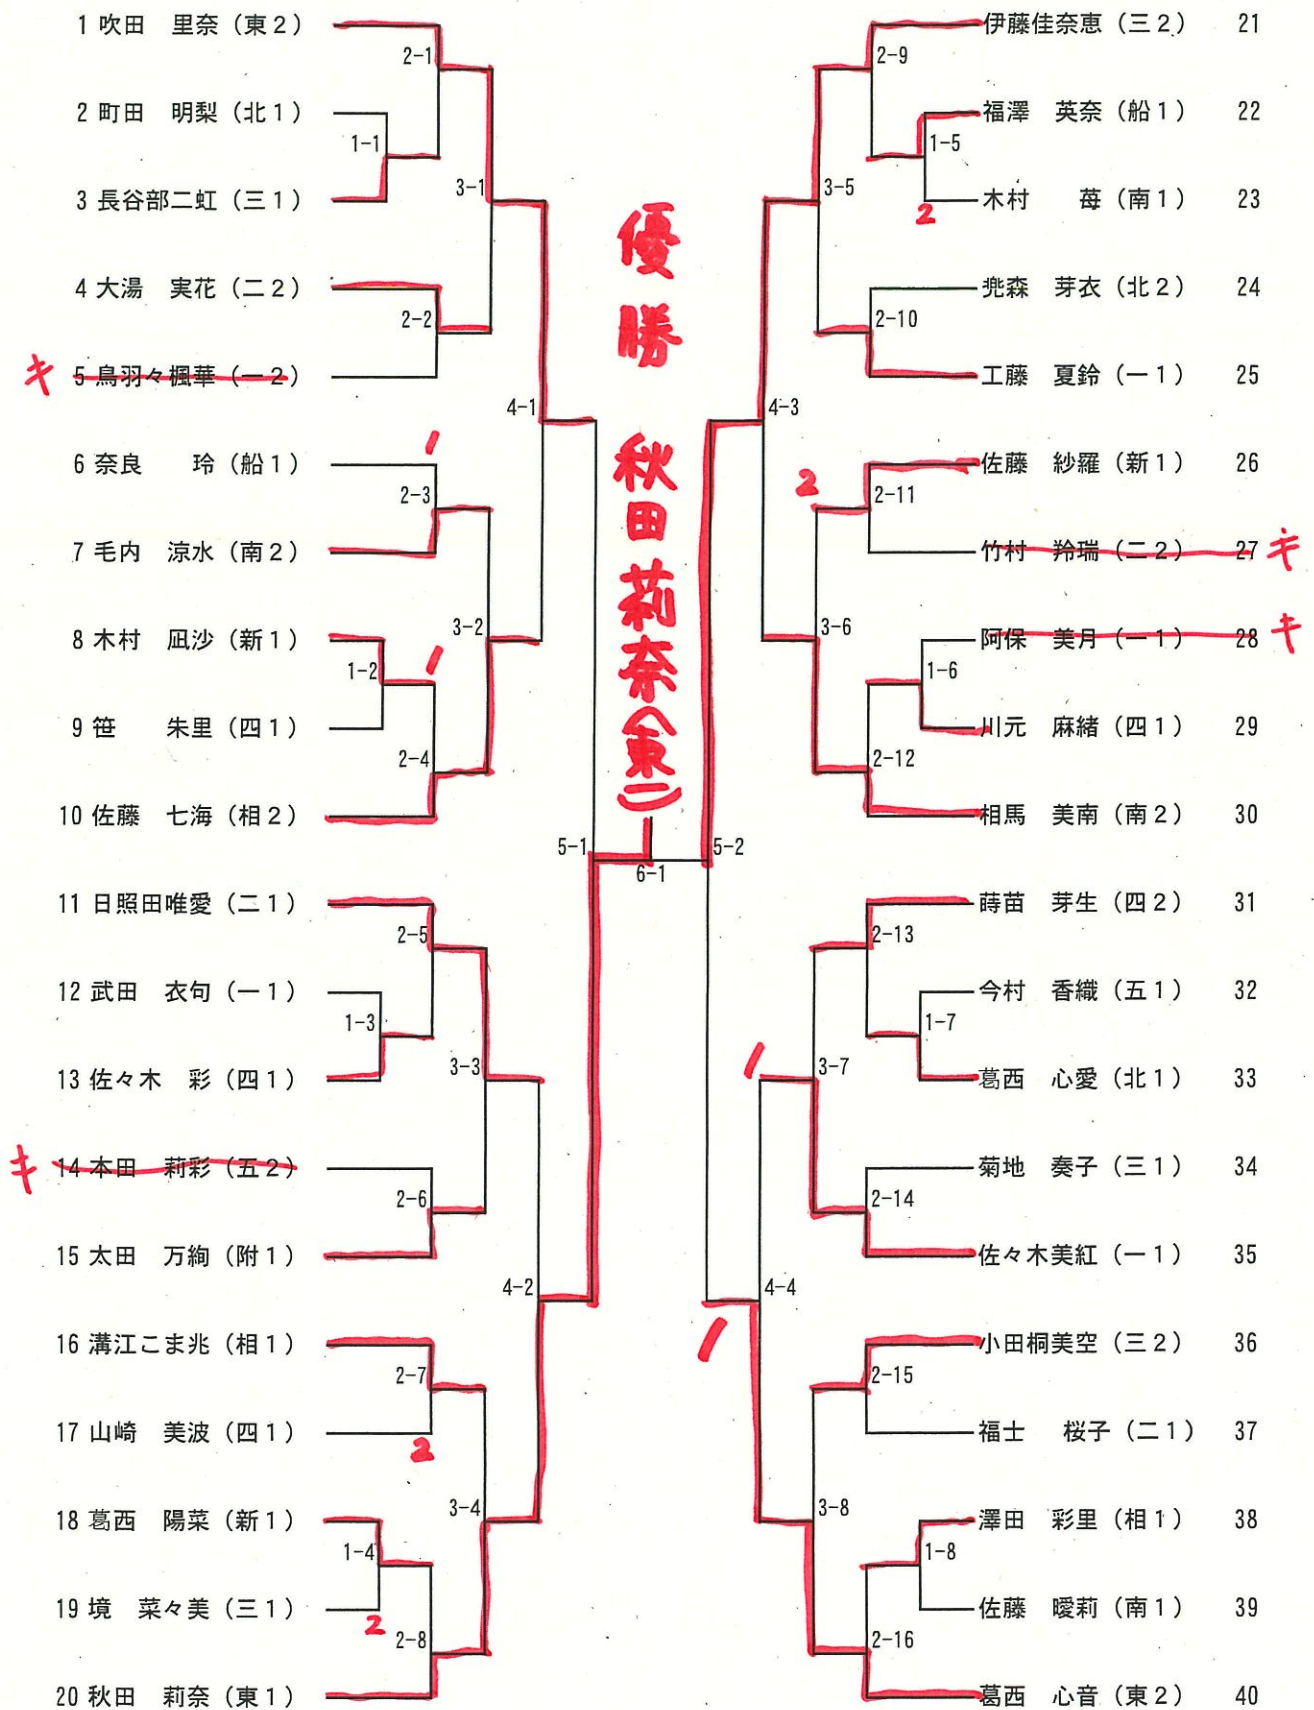 1 吹田 里奈（東２）
2-1
2 町田 明梨（北１）
1-1
3 長谷部二虹（三１）
3-1
4 大湯 実花（二２）
2-2
キ 5 鳥羽々楓華（一２）
4-1
6 奈良 玲（船１）
1
2-3
7 毛内 涼水（南２）
3-2
8 木村 凪沙（新１）
1-2
1
9 笹 朱里（四１）
2-4
10 佐藤 七海（相２）
5-1
11 日照田唯愛（二１）
2-5
12 武田 衣句（一１）
1-3
13 佐々木 彩（四１）
3-3
キ 14 本田 莉彩（五２）
2-6
15 太田 万絢（附１）
4-2
16 溝江こま兆（相１）
2-7
17 山崎 美波（四１）
2
3-4
18 葛西 陽菜（新１）
1-4
19 境 菜々美（三１）
2
2-8
20 秋田 莉奈（東１）
優勝
秋田莉奈（東一）
6-1
伊藤佳奈恵（三２） 21
2-9
福澤 英奈（船１） 22
1-5
木村 苺（南１） 23
2
3-5
兜森 芽衣（北２） 24
2-10
工藤 夏鈴（一１） 25
4-3
佐藤 紗羅（新１） 26
2
2-11
竹村 羚瑞（二２） 27 キ
3-6
阿保 美月（一１） 28 キ
1-6
川元 麻緒（四１） 29
2-12
相馬 美南（南２） 30
5-2
蒔苗 芽生（四２） 31
2-13
今村 香織（五１） 32
1-7
葛西 心愛（北１） 33
1
3-7
菊地 奏子（三１） 34
2-14
佐々木美紅（一１） 35
4-4
1
小田桐美空（三２） 36
2-15
福士 桜子（二１） 37
3-8
澤田 彩里（相１） 38
1-8
佐藤 曖莉（南１） 39
2-16
葛西 心音（東２） 40